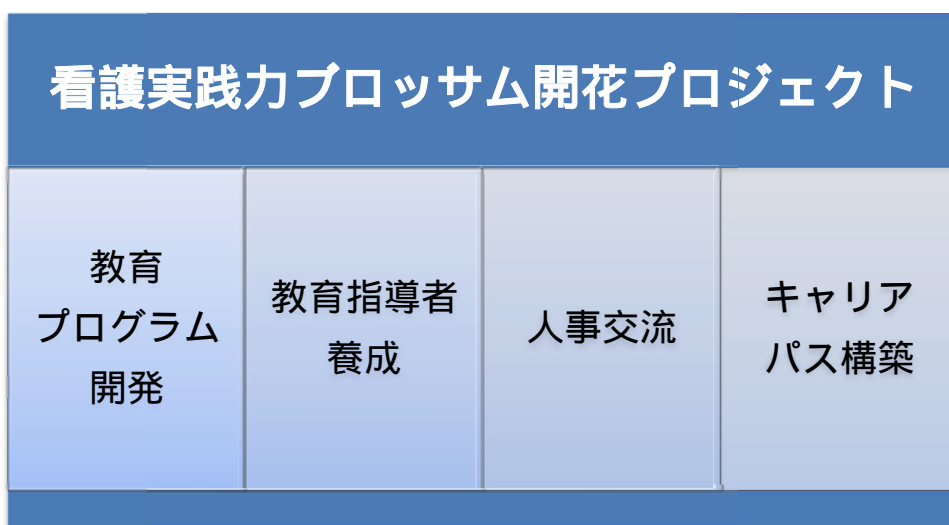 看護実践力ブロッサム開花プロジェクト
教育
プログラム
開発
教育指導者
養成
人事交流
キャリア
パス構築